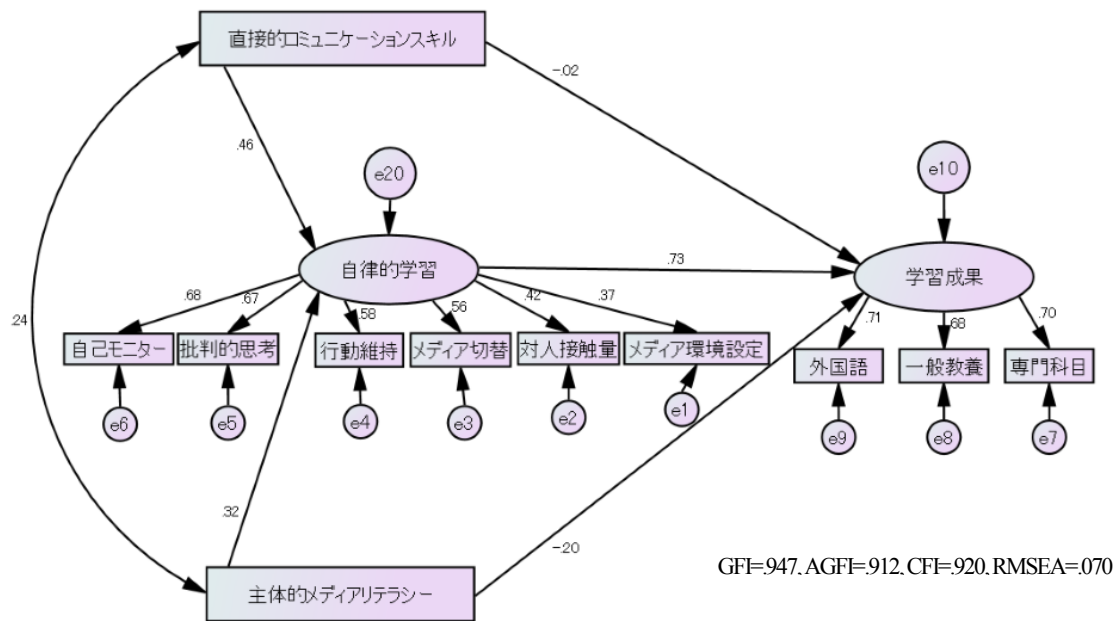 直接的コミュニケーションスキル
-.02
.46
e20
e10
自律的学習
.73
学習成果
.68
.67
.58
.56
.42
.37
.71
.68
.70
.24
自己モニター
批判的思考
行動維持
メディア切替
対人接触量
メディア環境設定
外国語
一般教養
専門科目
e6
e5
e4
e3
e2
e1
e9
e8
e7
.32
-.20
GFI=.947, AGFI=.912, CFI=.920, RMSEA=.070
主体的メディアリテラシー